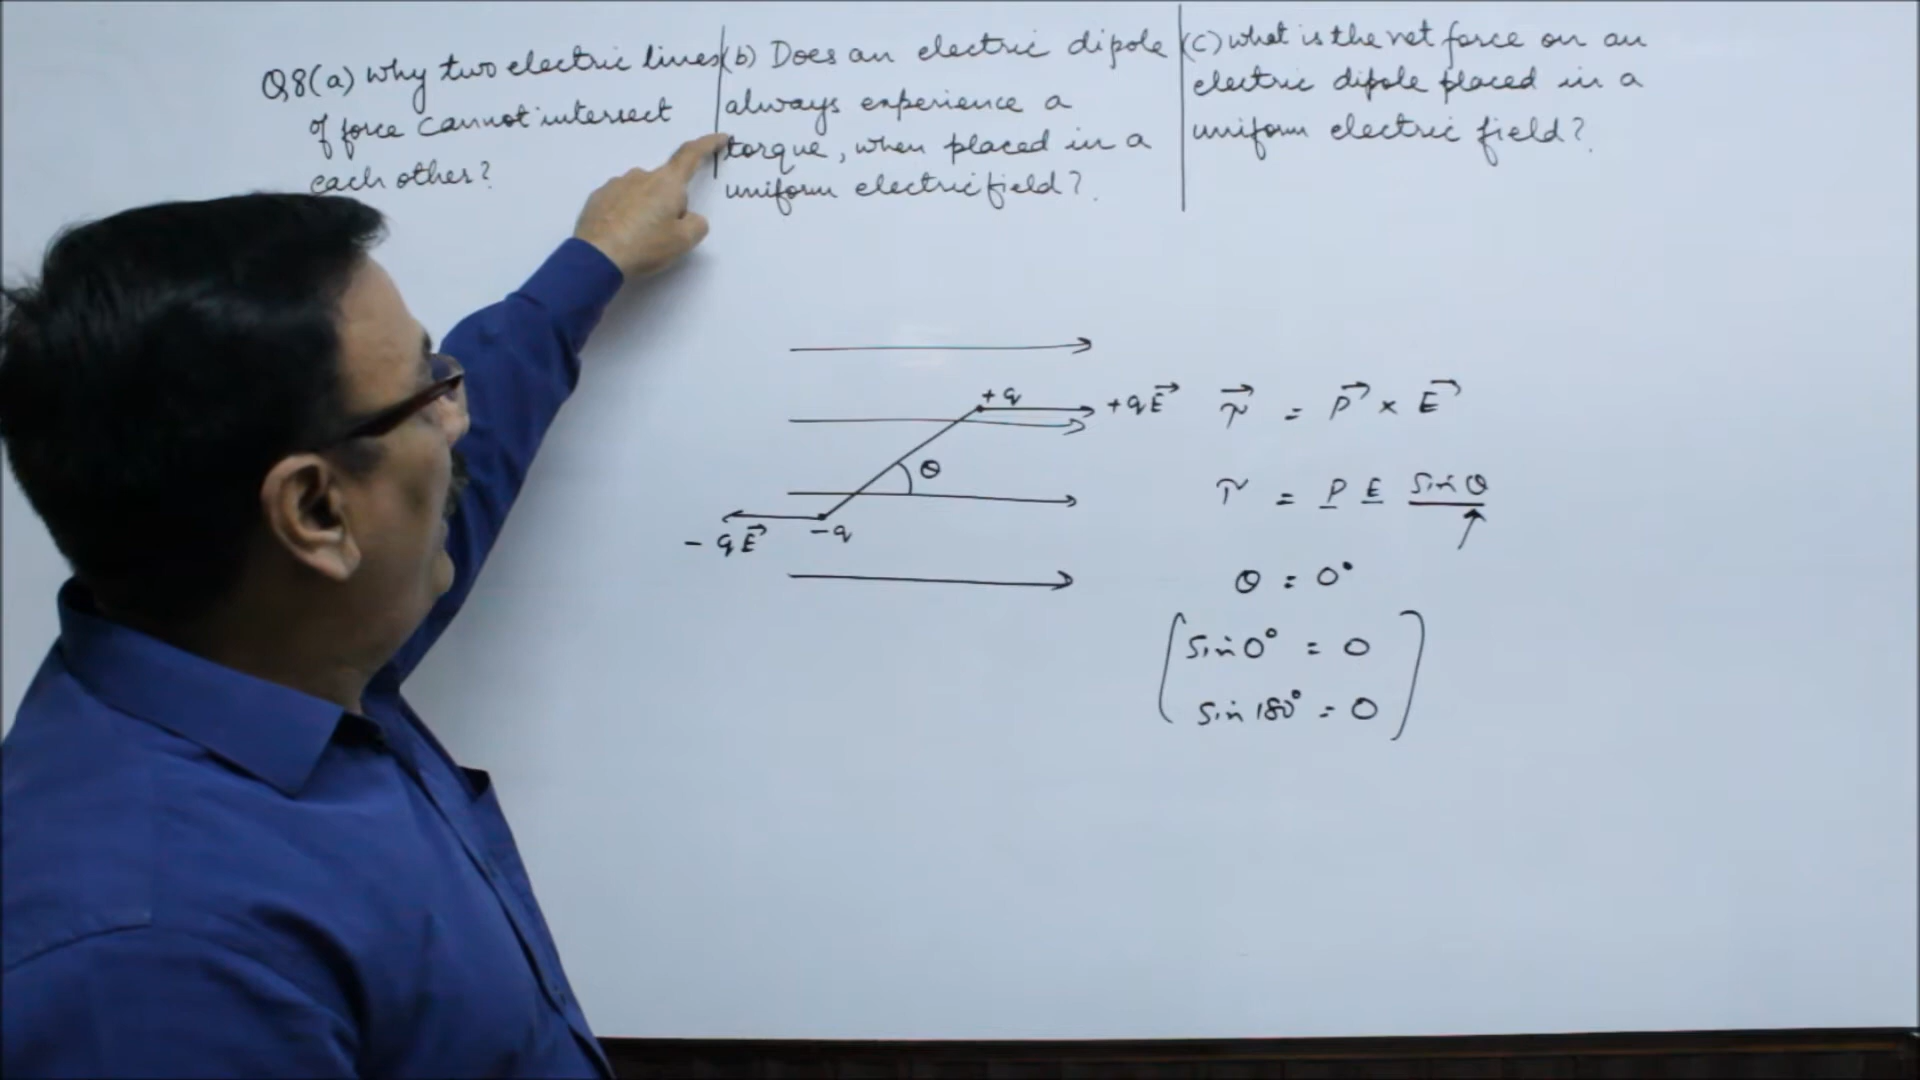 Q8(a) Why two electric lines
of force cannot intersect
each other?
(b) Does an electric dipole
always experience a
torque, when placed in a
uniform electric field?
(c) what is the net force on an
electric dipole placed in a
uniform electric field?
+q
+qE⃗
θ
-q
- qE⃗
τ⃗ = P⃗ × E⃗
τ = P E Sin θ
θ = 0°
Sin 0° = 0
Sin 180° = 0